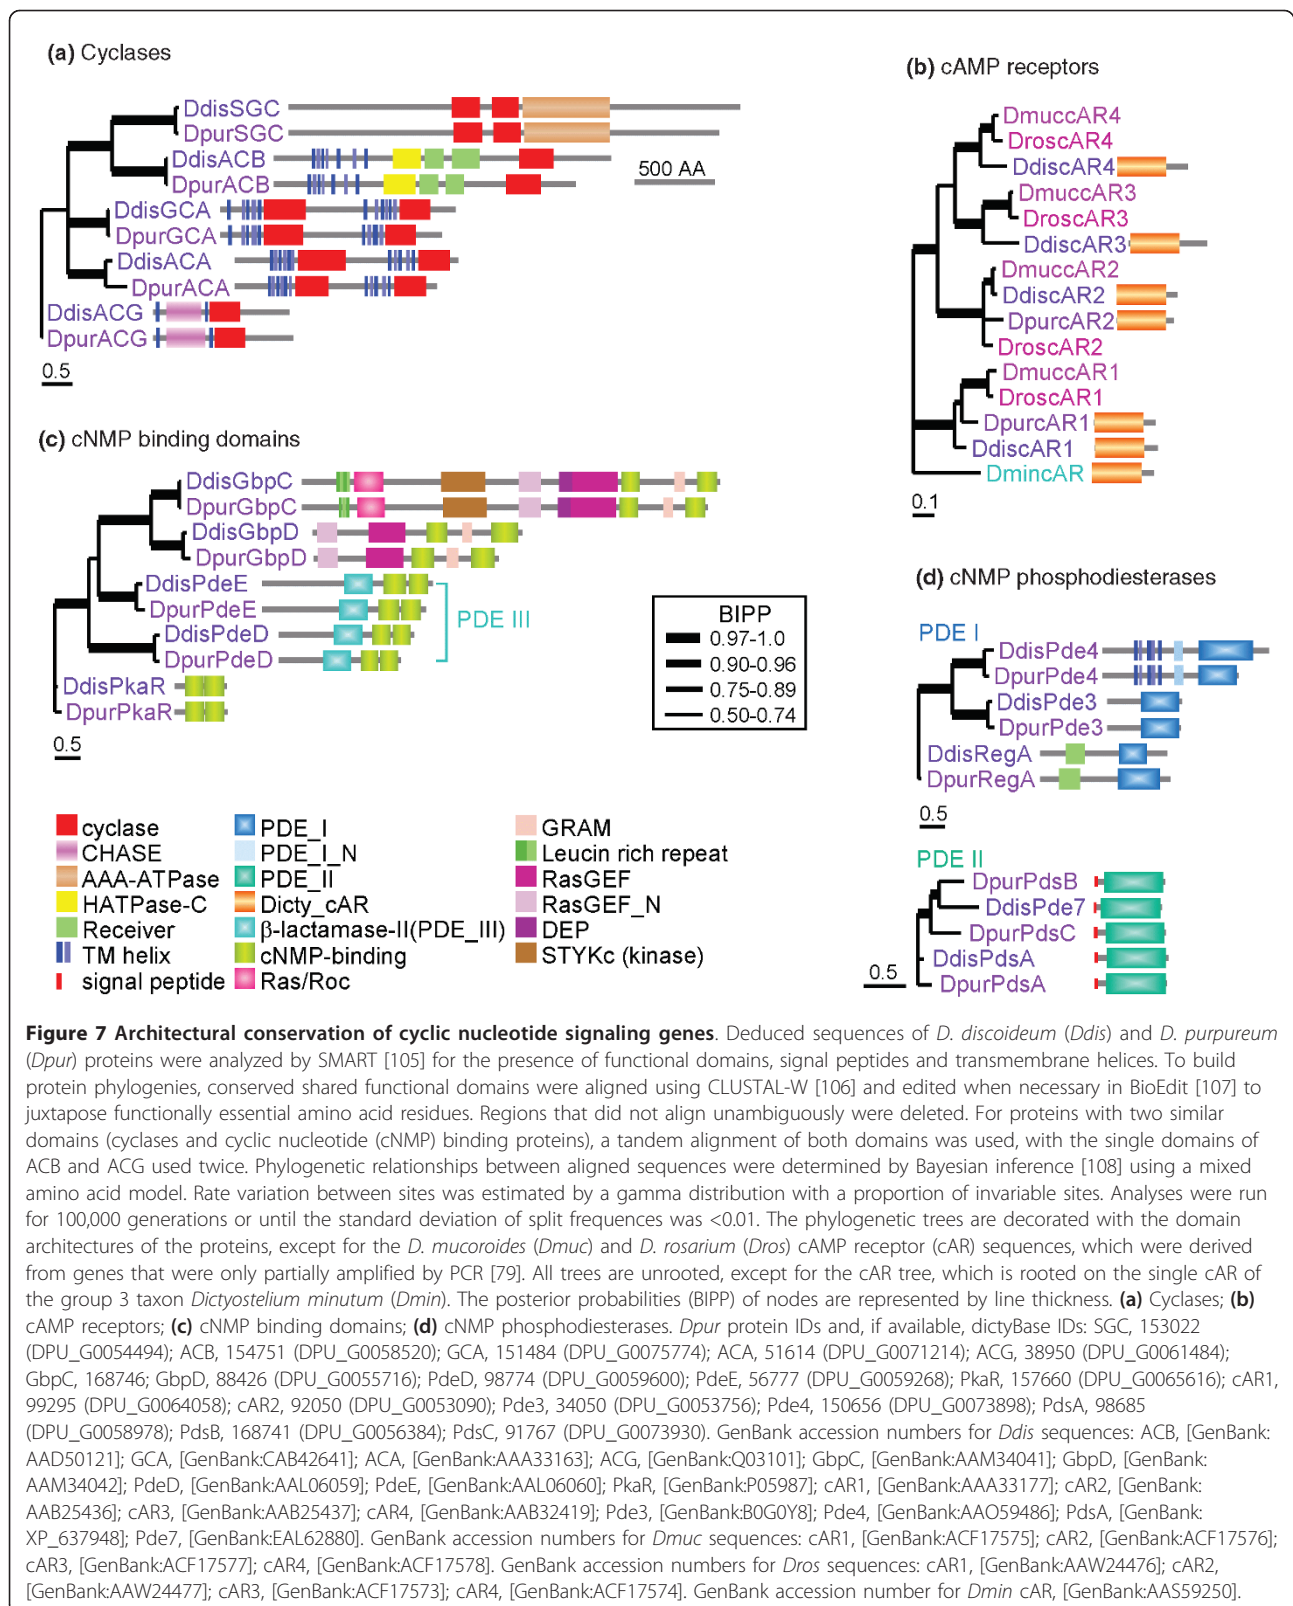 (a) Cyclases
DdisSGC
DpurSGC
DdisACB
DpurACB
500 AA
DdisGCA
DpurGCA
DdisACA
DpurACA
DdisACG
DpurACG
0.5
(b) cAMP receptors
DmuccAR4
DroscAR4
DdiscAR4
DmuccAR3
DroscAR3
DdiscAR3
DmuccAR2
DdiscAR2
DpurcAR2
DroscAR2
DmuccAR1
DroscAR1
DpurcAR1
DdiscAR1
DmincAR
0.1
(c) cNMP binding domains
DdisGbpC
DpurGbpC
DdisGbpD
DpurGbpD
DdisPdeE
DpurPdeE
DdisPdeD
DpurPdeD
PDE III
DdisPkaR
DpurPkaR
0.5
BIPP
0.97-1.0
0.90-0.96
0.75-0.89
0.50-0.74
(d) cNMP phosphodiesterases
PDE I
DdisPde4
DpurPde4
DdisPde3
DpurPde3
DdisRegA
DpurRegA
0.5
PDE II
DpurPdsB
DdisPde7
DpurPdsC
DdisPdsA
DpurPdsA
0.5
cyclase
CHASE
AAA-ATPase
HATPase-C
Receiver
TM helix
signal peptide
PDE_I
PDE_I_N
PDE_II
Dicty_cAR
β-lactamase-II(PDE_III)
cNMP-binding
Ras/Roc
GRAM
Leucin rich repeat
RasGEF
RasGEF_N
DEP
STYKc (kinase)
Figure 7 Architectural conservation of cyclic nucleotide signaling genes. Deduced sequences of D. discoideum (Ddis) and D. purpureum
(Dpur) proteins were analyzed by SMART [105] for the presence of functional domains, signal peptides and transmembrane helices. To build
protein phylogenies, conserved shared functional domains were aligned using CLUSTAL-W [106] and edited when necessary in BioEdit [107] to
juxtapose functionally essential amino acid residues. Regions that did not align unambiguously were deleted. For proteins with two similar
domains (cyclases and cyclic nucleotide (cNMP) binding proteins), a tandem alignment of both domains was used, with the single domains of
ACB and ACG used twice. Phylogenetic relationships between aligned sequences were determined by Bayesian inference [108] using a mixed
amino acid model. Rate variation between sites was estimated by a gamma distribution with a proportion of invariable sites. Analyses were run
for 100,000 generations or until the standard deviation of split frequences was <0.01. The phylogenetic trees are decorated with the domain
architectures of the proteins, except for the D. mucoroides (Dmuc) and D. rosarium (Dros) cAMP receptor (cAR) sequences, which were derived
from genes that were only partially amplified by PCR [79]. All trees are unrooted, except for the cAR tree, which is rooted on the single cAR of
the group 3 taxon Dictyostelium minutum (Dmin). The posterior probabilities (BIPP) of nodes are represented by line thickness. (a) Cyclases; (b)
cAMP receptors; (c) cNMP binding domains; (d) cNMP phosphodiesterases. Dpur protein IDs and, if available, dictyBase IDs: SGC, 153022
(DPU_G0054494); ACB, 154751 (DPU_G0058520); GCA, 151484 (DPU_G0075774); ACA, 51614 (DPU_G0071214); ACG, 38950 (DPU_G0061484);
GbpC, 168746; GbpD, 88426 (DPU_G0055716); PdeD, 98774 (DPU_G0059600); PdeE, 56777 (DPU_G0059268); PkaR, 157660 (DPU_G0065616); cAR1,
99295 (DPU_G0064058); cAR2, 92050 (DPU_G0053090); Pde3, 34050 (DPU_G0053756); Pde4, 150656 (DPU_G0073898); PdsA, 98685
(DPU_G0058978); PdsB, 168741 (DPU_G0056384); PdsC, 91767 (DPU_G0073930). GenBank accession numbers for Ddis sequences: ACB, [GenBank:
AAD50121]; GCA, [GenBank:CAB42641]; ACA, [GenBank:AAA33163]; ACG, [GenBank:Q03101]; GbpC, [GenBank:AAM34041]; GbpD, [GenBank:
AAM34042]; PdeD, [GenBank:AAL06059]; PdeE, [GenBank:AAL06060]; PkaR, [GenBank:P05987]; cAR1, [GenBank:AAA33177]; cAR2, [GenBank:
AAB25436]; cAR3, [GenBank:AAB25437]; cAR4, [GenBank:AAB32419]; Pde3, [GenBank:B0G0Y8]; Pde4, [GenBank:AAO59486]; PdsA, [GenBank:
XP_637948]; Pde7, [GenBank:EAL62880]. GenBank accession numbers for Dmuc sequences: cAR1, [GenBank:ACF17575]; cAR2, [GenBank:ACF17576];
cAR3, [GenBank:ACF17577]; cAR4, [GenBank:ACF17578]. GenBank accession numbers for Dros sequences: cAR1, [GenBank:AAW24476]; cAR2,
[GenBank:AAW24477]; cAR3, [GenBank:ACF17573]; cAR4, [GenBank:ACF17574]. GenBank accession number for Dmin cAR, [GenBank:AAS59250].